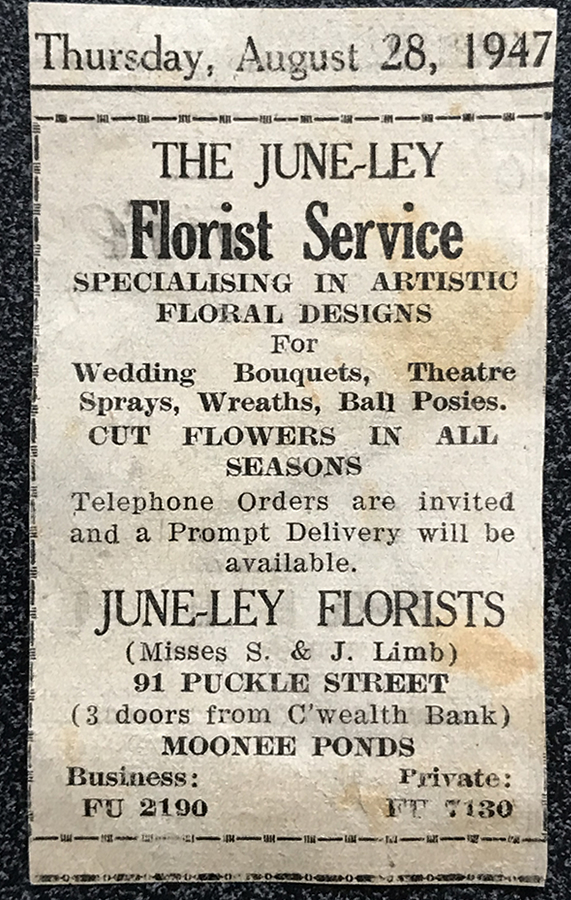 Thursday, August 28, 1947
THE JUNE-LEY
Florist Service
SPECIALISING IN ARTISTIC
FLORAL DESIGNS
For
Wedding Bouquets, Theatre
Sprays, Wreaths, Ball Posies.
CUT FLOWERS IN ALL
SEASONS
Telephone Orders are invited
and a Prompt Delivery will be
available.
JUNE-LEY FLORISTS
(Misses S. & J. Limb)
91 PUCKLE STREET
(3 doors from C'wealth Bank)
MOONEE PONDS
Business: Private:
FU 2190 FU 7130